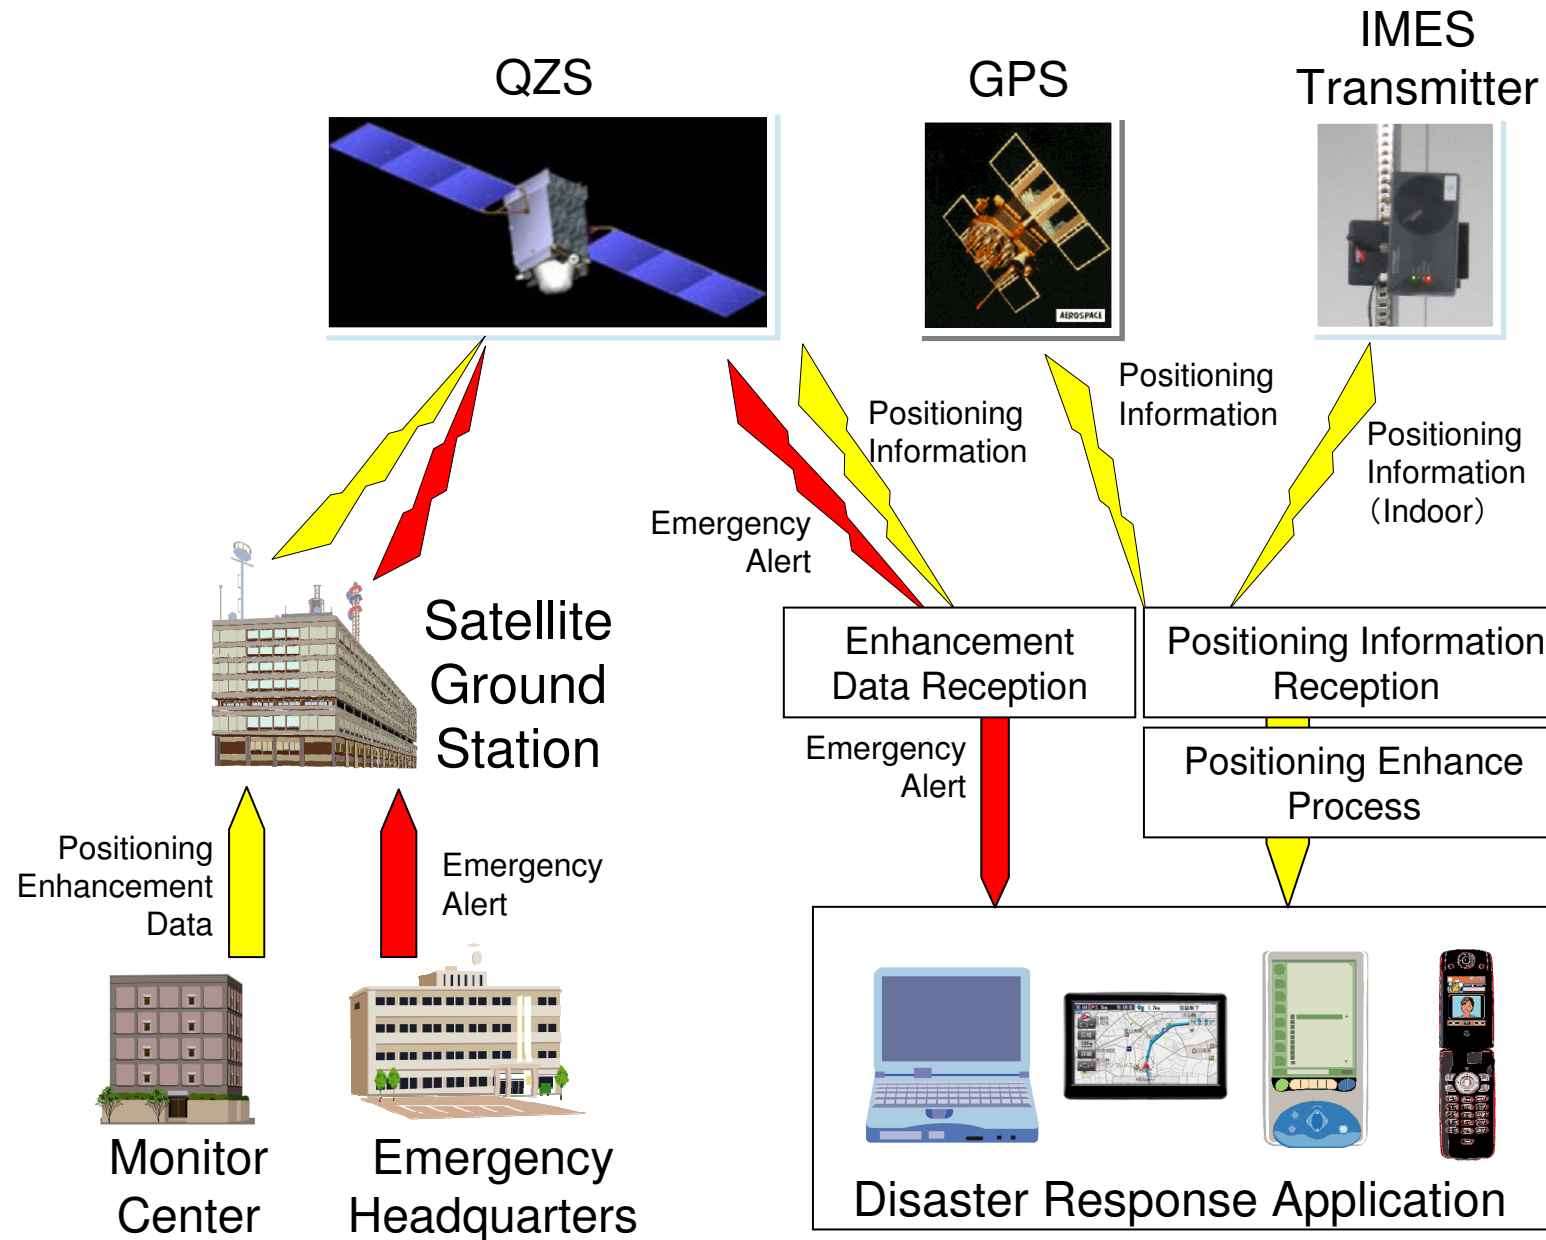 QZS
GPS
IMES
Transmitter
AEROSPACE
Positioning
Information
Positioning
Information
Positioning
Information
（Indoor）
Emergency
Alert
Satellite
Ground
Station
Enhancement
Data Reception
Positioning Information
Reception
Emergency
Alert
Positioning Enhance
Process
Positioning
Enhancement
Data
Emergency
Alert
Monitor
Center
Emergency
Headquarters
Disaster Response Application